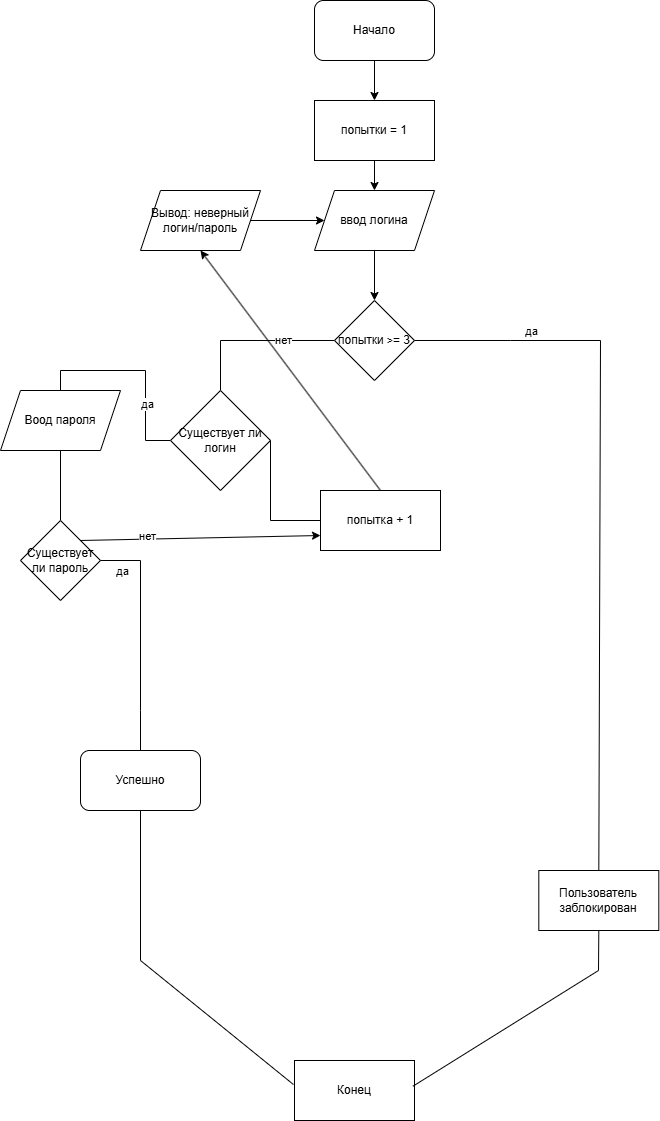 Начало
попытки = 1
Вывод: неверный
логин/пароль
ввод логина
попытки >= 3
да
нет
да
Воод пароля
Существует ли
логин
попытка + 1
нет
Существует
ли пароль
да
Успешно
Пользователь
заблокирован
Конец